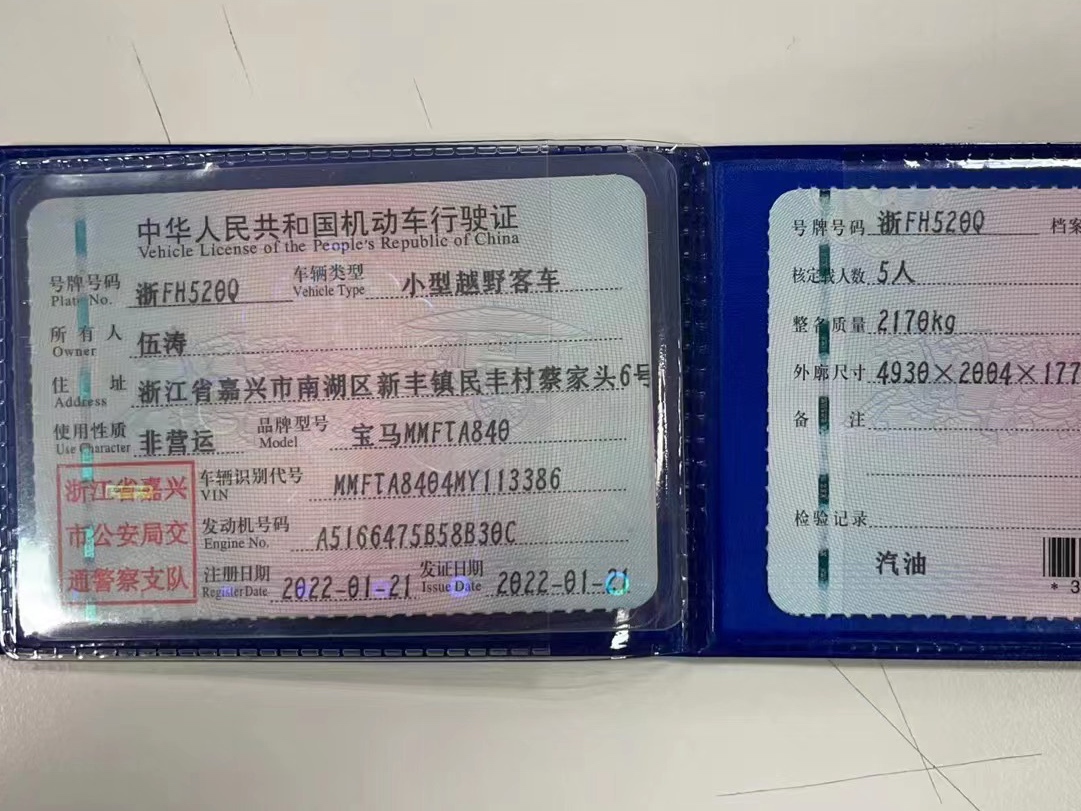 中华人民共和国机动车行驶证
Vehicle License of the People's Republic of China
号牌号码 浙FH520Q 车辆类型 小型越野客车
Plate No. Vehicle Type
所有人 伍涛
Owner
住址 浙江省嘉兴市南湖区新丰镇民丰村蔡家头6号
Address
使用性质 非营运 品牌型号 宝马MMFTA840
Use Character Model
浙江省嘉兴
市公安局交
通警察支队
车辆识别代号 MMFTA8404MY113386
VIN
发动机号码 A5166475B58B30C
Engine No.
注册日期 2022-01-21 发证日期 2022-01-21
Register Date Issue Date
号牌号码 浙FH520Q 档案
核定载人数 5人
整备质量 2170kg
外廓尺寸 4930×2004×177
备注
检验记录
汽油
* 3